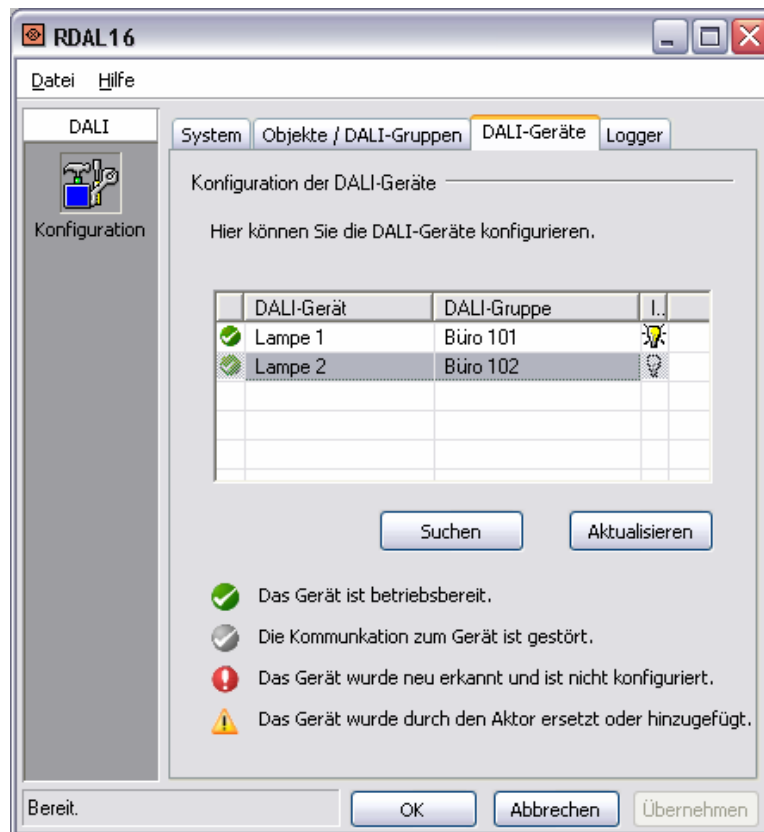 RDAL16
Datei Hilfe
DALI
Konfiguration
System Objekte / DALI-Gruppen DALI-Geräte Logger
Konfiguration der DALI-Geräte
Hier können Sie die DALI-Geräte konfigurieren.
DALI-Gerät DALI-Gruppe I..
Lampe 1 Büro 101
Lampe 2 Büro 102
Suchen Aktualisieren
Das Gerät ist betriebsbereit.
Die Kommunkation zum Gerät ist gestört.
Das Gerät wurde neu erkannt und ist nicht konfiguriert.
Das Gerät wurde durch den Aktor ersetzt oder hinzugefügt.
Bereit. OK Abbrechen Übernehmen